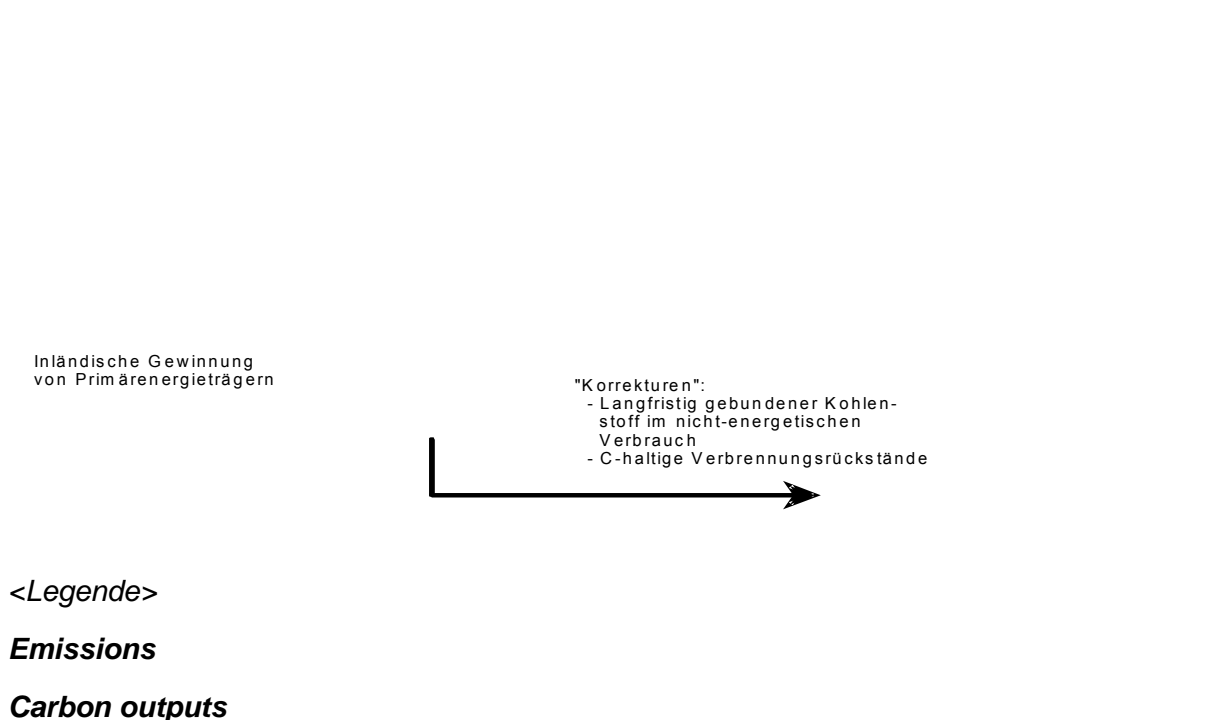 Inländische Gewinnung
von Primärenergieträgern
"Korrekturen":
- Langfristig gebundener Kohlen-
stoff im nicht-energetischen
Verbrauch
- C-haltige Verbrennungsrückstände
<Legende>
Emissions
Carbon outputs